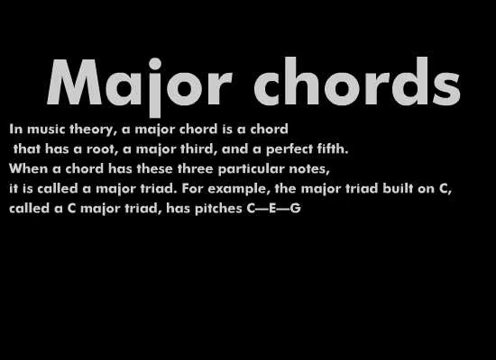 Major chords
In music theory, a major chord is a chord
that has a root, a major third, and a perfect fifth.
When a chord has these three particular notes,
it is called a major triad. For example, the major triad built on C,
called a C major triad, has pitches C—E—G